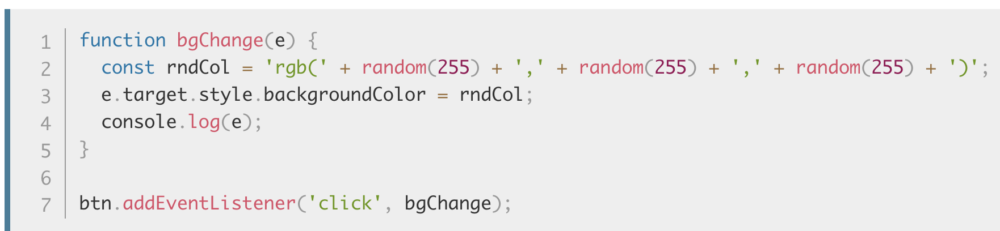 1 function bgChange(e) {
2   const rndCol = 'rgb(' + random(255) + ',' + random(255) + ',' + random(255) + ')';
3   e.target.style.backgroundColor = rndCol;
4   console.log(e);
5 }
6
7 btn.addEventListener('click', bgChange);